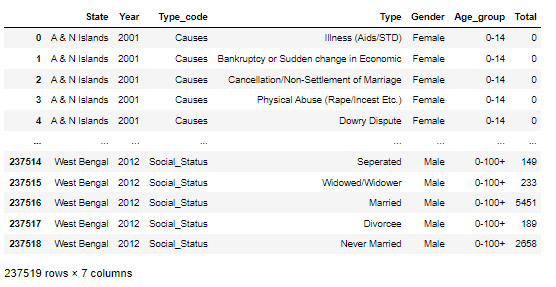 State Year Type_code Type Gender Age_group Total
0 A & N Islands 2001 Causes Illness (Aids/STD) Female 0-14 0
1 A & N Islands 2001 Causes Bankruptcy or Sudden change in Economic Female 0-14 0
2 A & N Islands 2001 Causes Cancellation/Non-Settlement of Marriage Female 0-14 0
3 A & N Islands 2001 Causes Physical Abuse (Rape/Incest Etc.) Female 0-14 0
4 A & N Islands 2001 Causes Dowry Dispute Female 0-14 0
... ... ... ... ... ... ... ...
237514 West Bengal 2012 Social_Status Seperated Male 0-100+ 149
237515 West Bengal 2012 Social_Status Widowed/Widower Male 0-100+ 233
237516 West Bengal 2012 Social_Status Married Male 0-100+ 5451
237517 West Bengal 2012 Social_Status Divorcee Male 0-100+ 189
237518 West Bengal 2012 Social_Status Never Married Male 0-100+ 2658
237519 rows × 7 columns